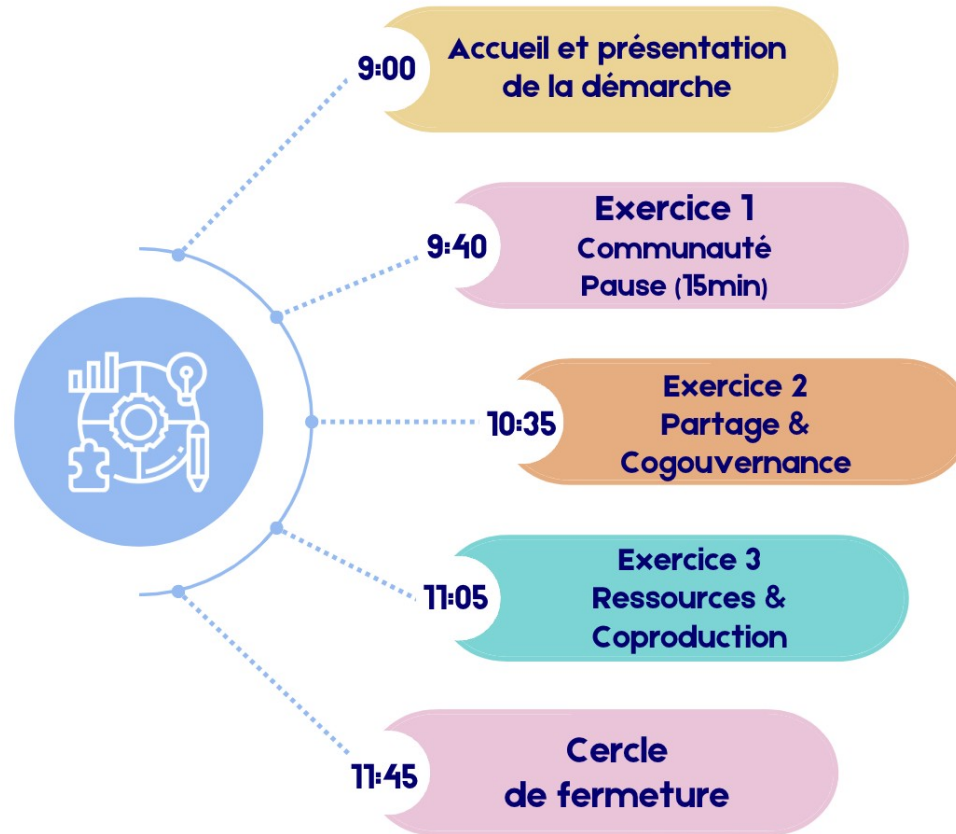 9:00
Accueil et présentation
de la démarche
9:40
Exercice 1
Communauté
Pause (15min)
10:35
Exercice 2
Partage &
Cogouvernance
11:05
Exercice 3
Ressources &
Coproduction
11:45
Cercle
de fermeture